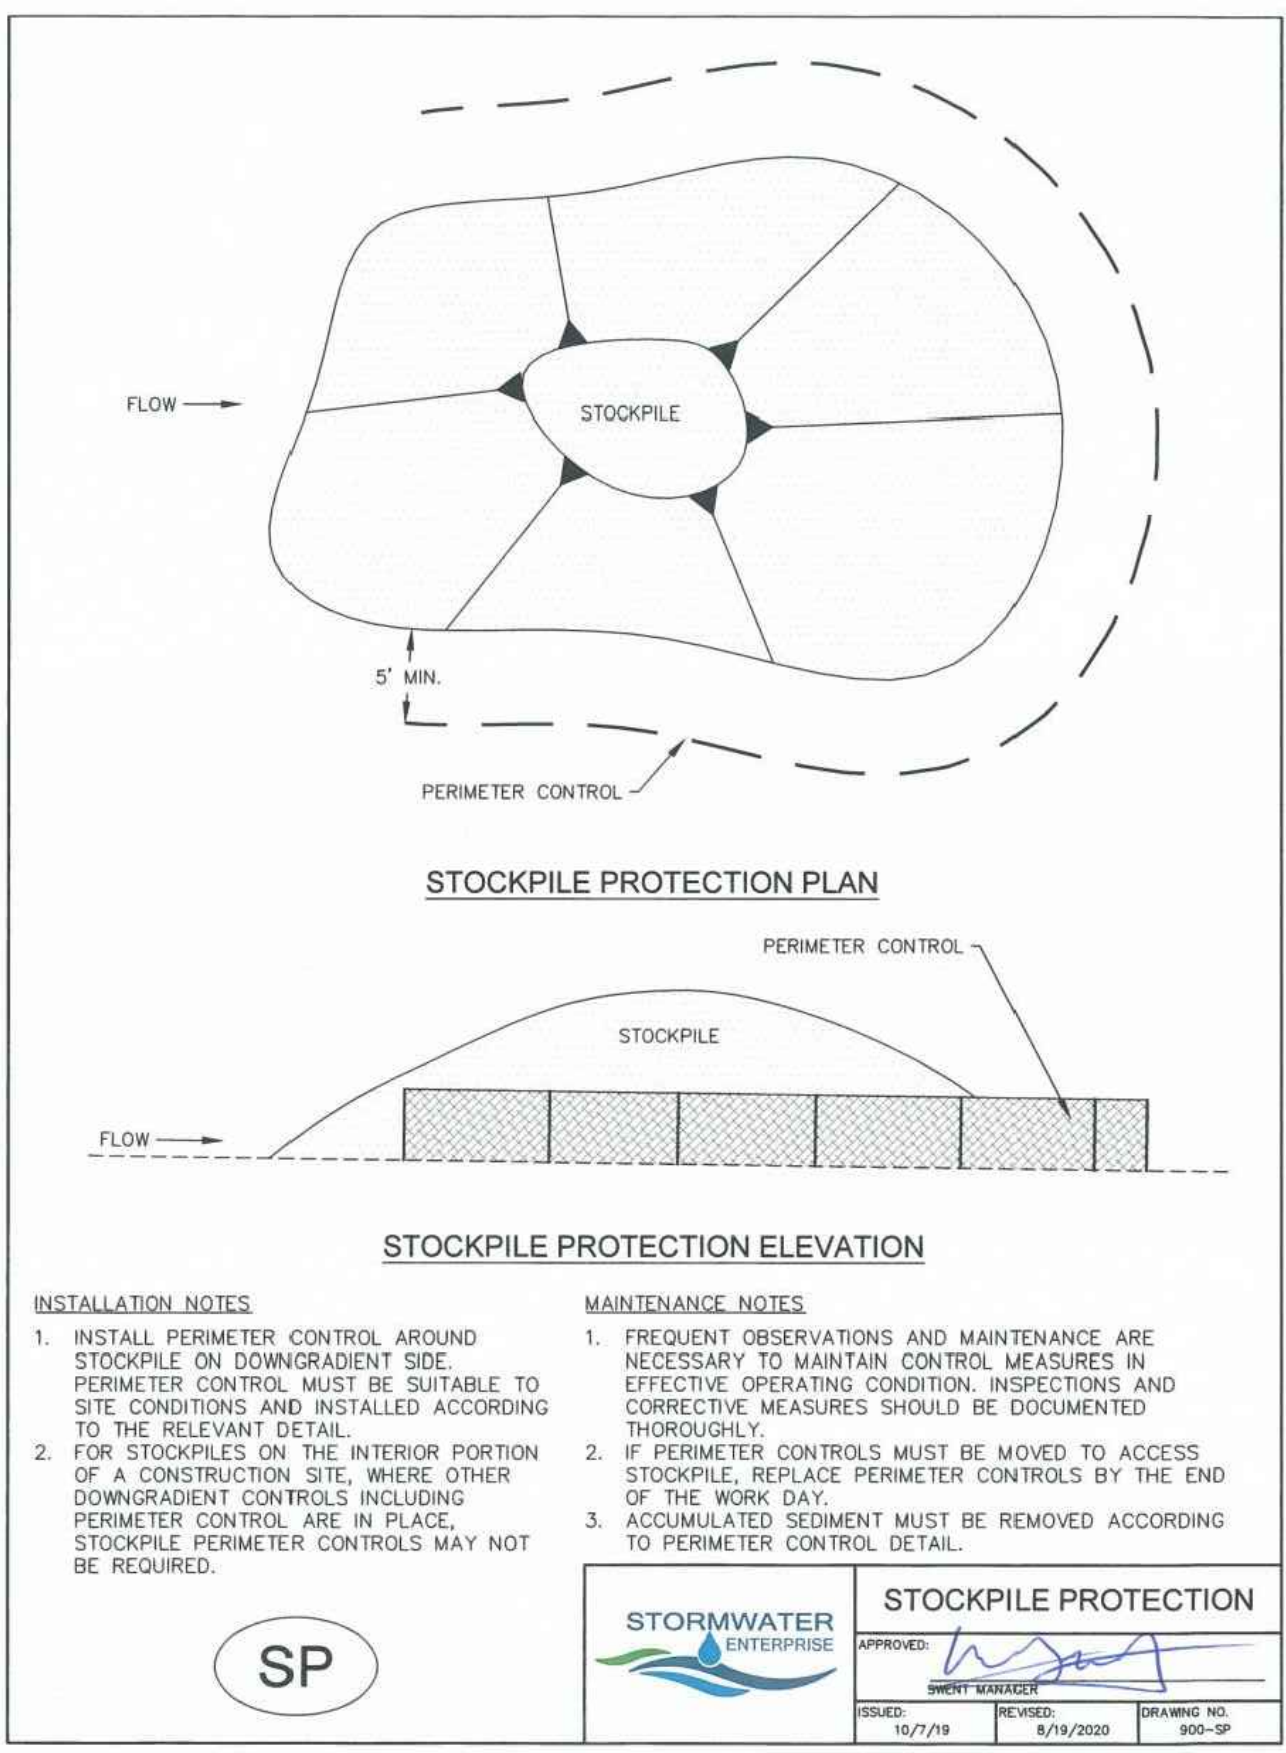 FLOW
STOCKPILE
5' MIN.
PERIMETER CONTROL
STOCKPILE PROTECTION PLAN
PERIMETER CONTROL
STOCKPILE
FLOW
STOCKPILE PROTECTION ELEVATION
INSTALLATION NOTES
1. INSTALL PERIMETER CONTROL AROUND
STOCKPILE ON DOWNGRADIENT SIDE.
PERIMETER CONTROL MUST BE SUITABLE TO
SITE CONDITIONS AND INSTALLED ACCORDING
TO THE RELEVANT DETAIL.
2. FOR STOCKPILES ON THE INTERIOR PORTION
OF A CONSTRUCTION SITE, WHERE OTHER
DOWNGRADIENT CONTROLS INCLUDING
PERIMETER CONTROL ARE IN PLACE,
STOCKPILE PERIMETER CONTROLS MAY NOT
BE REQUIRED.
MAINTENANCE NOTES
1. FREQUENT OBSERVATIONS AND MAINTENANCE ARE
NECESSARY TO MAINTAIN CONTROL MEASURES IN
EFFECTIVE OPERATING CONDITION. INSPECTIONS AND
CORRECTIVE MEASURES SHOULD BE DOCUMENTED
THOROUGHLY.
2. IF PERIMETER CONTROLS MUST BE MOVED TO ACCESS
STOCKPILE, REPLACE PERIMETER CONTROLS BY THE END
OF THE WORK DAY.
3. ACCUMULATED SEDIMENT MUST BE REMOVED ACCORDING
TO PERIMETER CONTROL DETAIL.
SP
STORMWATER
ENTERPRISE
STOCKPILE PROTECTION
APPROVED:
SWENT MANAGER
ISSUED:
10/7/19
REVISED:
8/19/2020
DRAWING NO.
900-SP